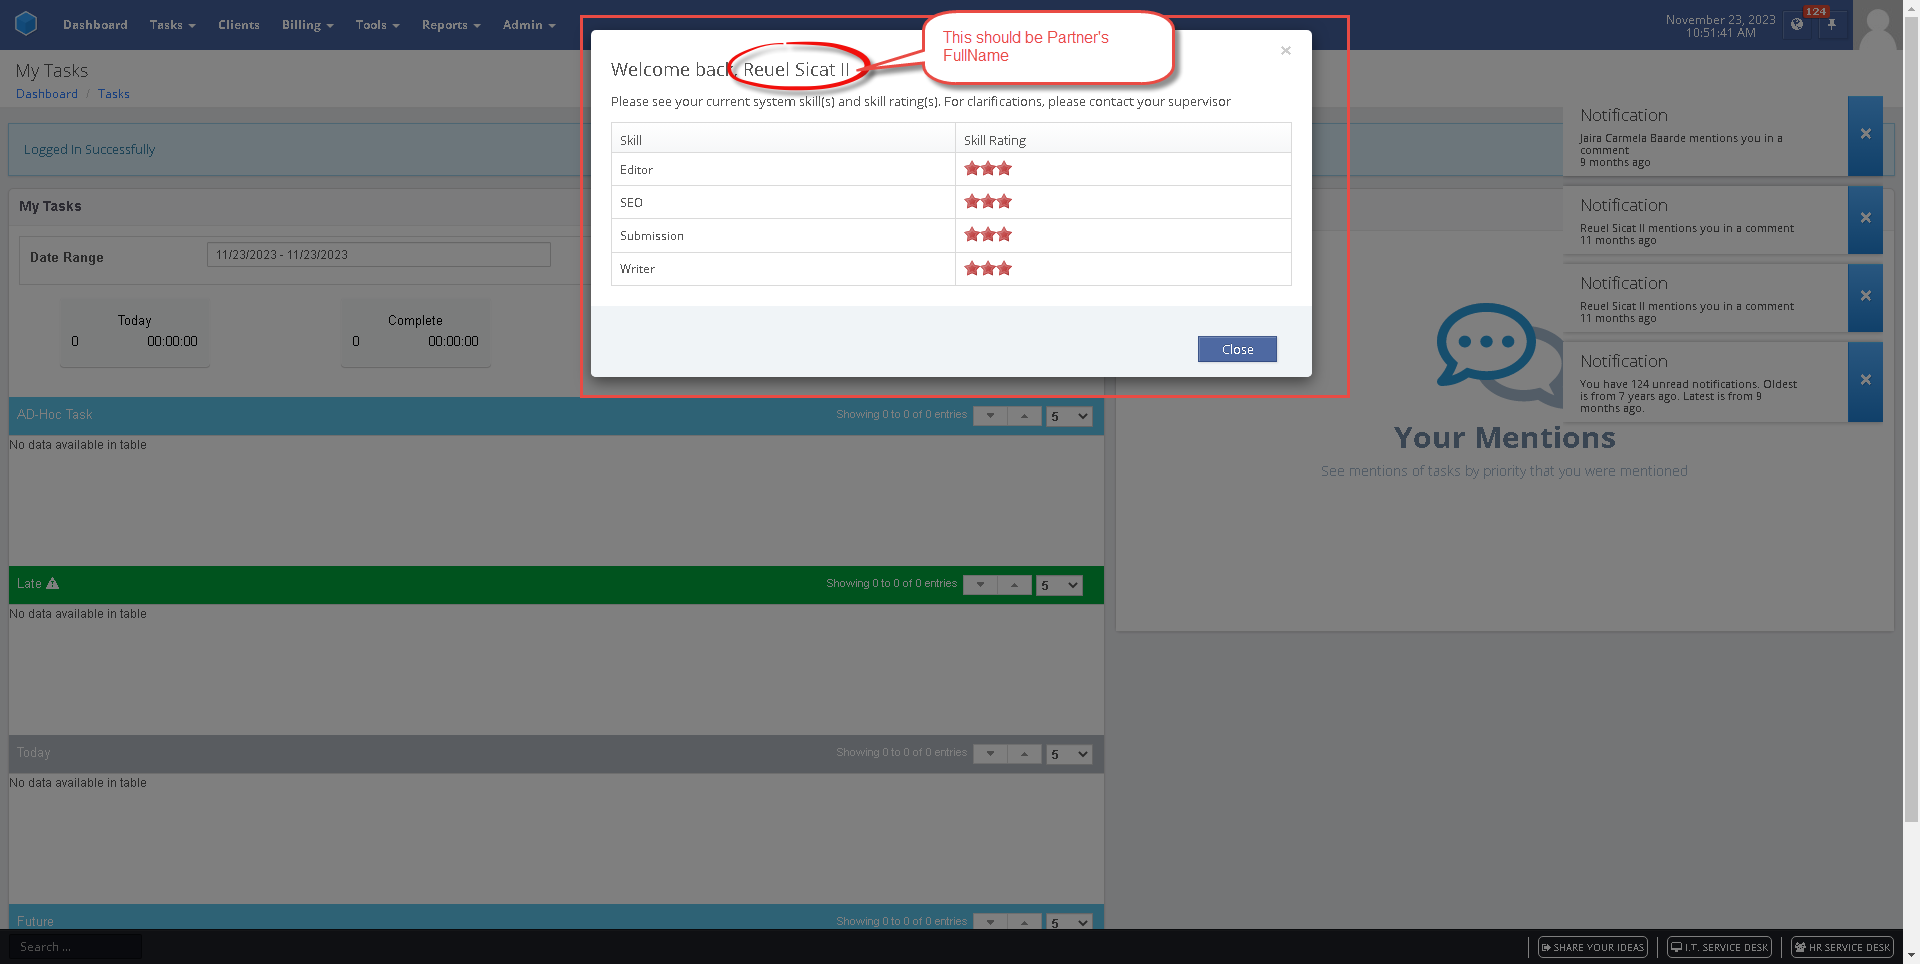 Dashboard Tasks Clients Billing Tools Reports Admin
November 23, 2023
10:51:41 AM
124
My Tasks
Dashboard / Tasks
Logged In Successfully
My Tasks
Date Range 11/23/2023 - 11/23/2023
Today
0 00:00:00
Complete
0 00:00:00
This should be Partner's
FullName
×
Welcome back, Reuel Sicat II
Please see your current system skill(s) and skill rating(s). For clarifications, please contact your supervisor
Skill Skill Rating
Editor
SEO
Submission
Writer
Close
Notification
Jaira Carmela Baarde mentions you in a
comment
9 months ago
Notification
Reuel Sicat II mentions you in a comment
11 months ago
Notification
Reuel Sicat II mentions you in a comment
11 months ago
Notification
You have 124 unread notifications. Oldest
is from 7 years ago. Latest is from 9
months ago.
Your Mentions
See mentions of tasks by priority that you were mentioned
AD-Hoc Task Showing 0 to 0 of 0 entries 5
No data available in table
Late Showing 0 to 0 of 0 entries 5
No data available in table
Today Showing 0 to 0 of 0 entries 5
No data available in table
Future Showing 0 to 0 of 0 entries 5
Search ...
SHARE YOUR IDEAS I.T. SERVICE DESK HR SERVICE DESK